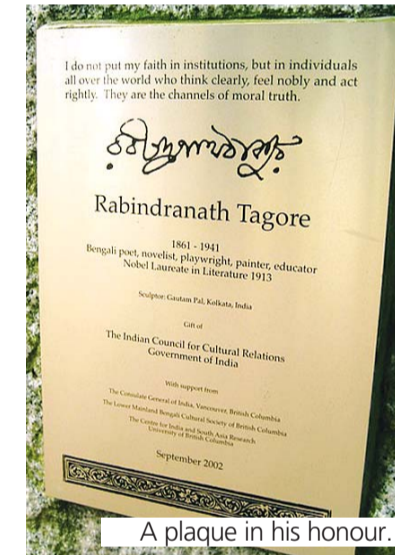 I do not put my faith in institutions, but in individuals
all over the world who think clearly, feel nobly and act
rightly. They are the channels of moral truth.
Rabindranath Tagore
1861 - 1941
Bengali poet, novelist, playwright, painter, educator
Nobel Laureate in Literature 1913
Sculptor: Gautam Pal, Kolkata, India
Gift of
The Indian Council for Cultural Relations
Government of India
With support from
The Consulate General of India, Vancouver, British Columbia
The Lower Mainland Bengali Cultural Society of British Columbia
The Centre for India and South Asia Research
University of British Columbia
September 2002
A plaque in his honour.